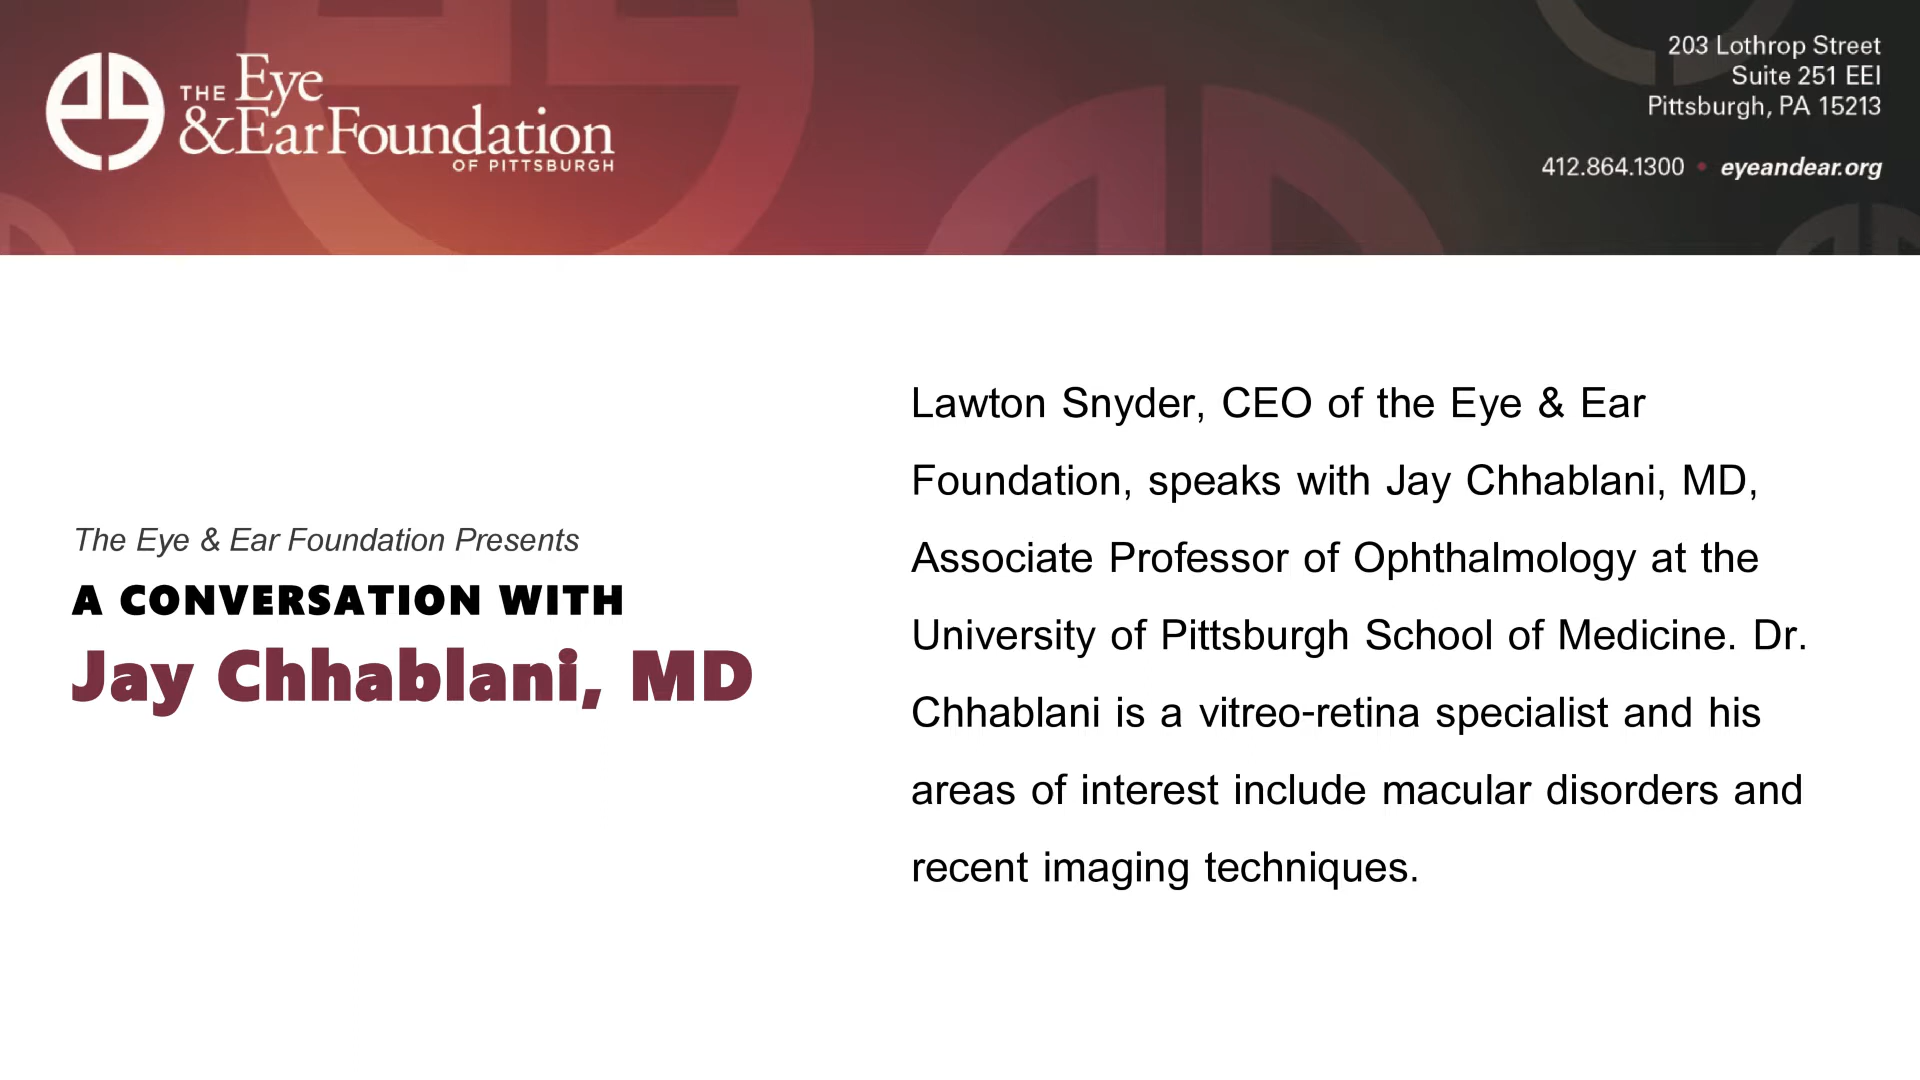 THE Eye
& Ear Foundation
OF PITTSBURGH
203 Lothrop Street
Suite 251 EEI
Pittsburgh, PA 15213
412.864.1300 • eyeandear.org
The Eye & Ear Foundation Presents
A CONVERSATION WITH
Jay Chhablani, MD
Lawton Snyder, CEO of the Eye & Ear
Foundation, speaks with Jay Chhablani, MD,
Associate Professor of Ophthalmology at the
University of Pittsburgh School of Medicine. Dr.
Chhablani is a vitreo-retina specialist and his
areas of interest include macular disorders and
recent imaging techniques.